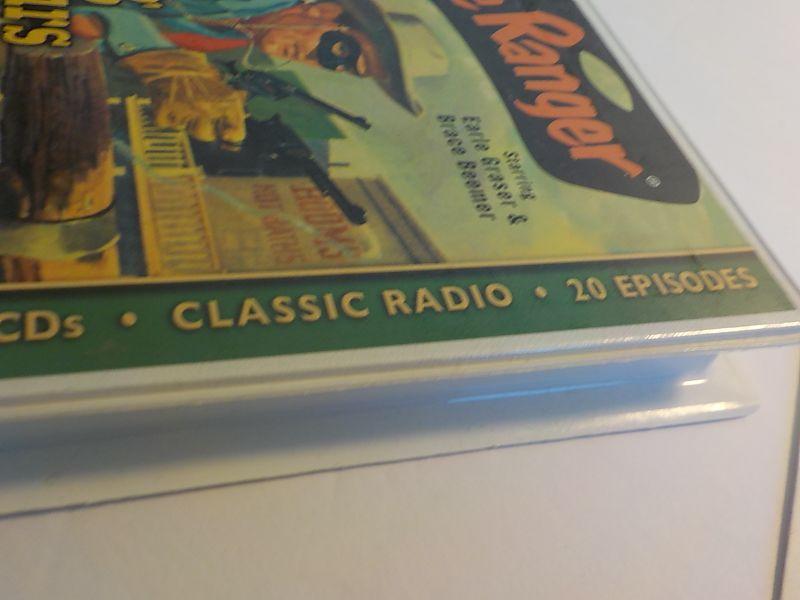 Ranger®
Starring
Earle Graser &
Brace Beemer
CDs • CLASSIC RADIO • 20 EPISODES